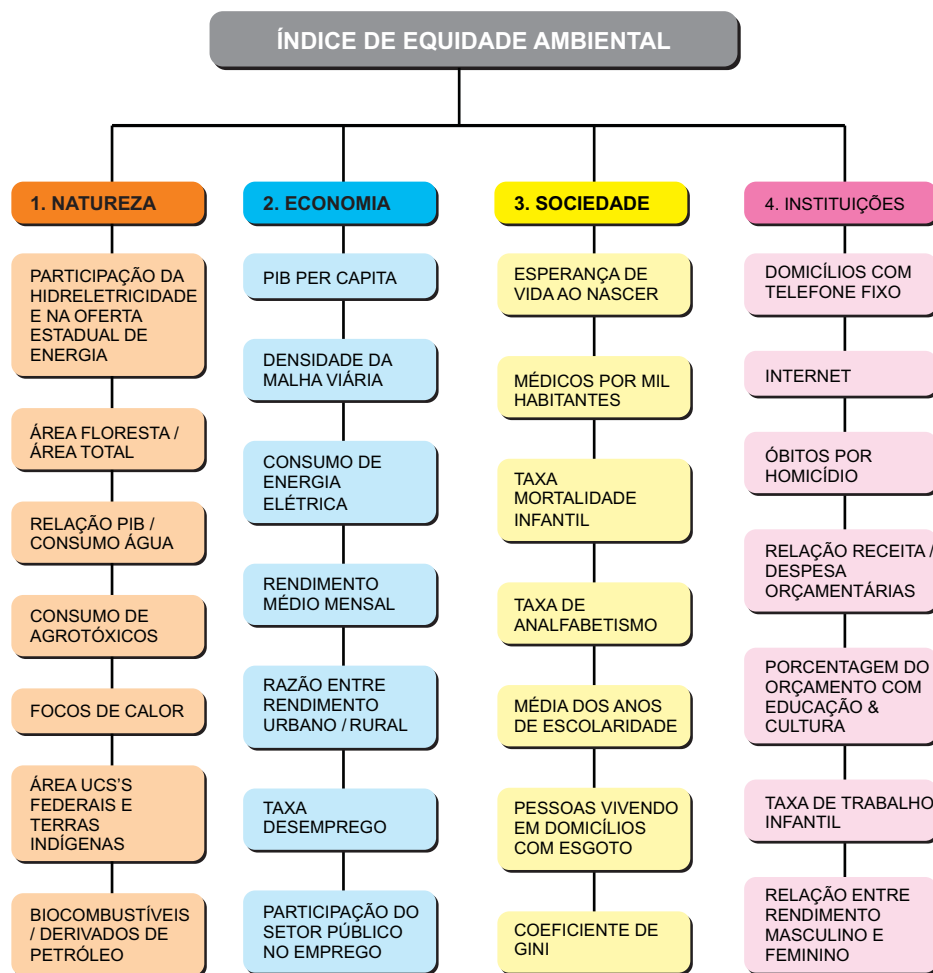 ÍNDICE DE EQUIDADE AMBIENTAL
1. NATUREZA
PARTICIPAÇÃO DA
HIDRELETRICIDADE
E NA OFERTA
ESTADUAL DE
ENERGIA
ÁREA FLORESTA /
ÁREA TOTAL
RELAÇÃO PIB /
CONSUMO ÁGUA
CONSUMO DE
AGROTÓXICOS
FOCOS DE CALOR
ÁREA UCS'S
FEDERAIS E
TERRAS
INDÍGENAS
BIOCOMBUSTÍVEIS
/ DERIVADOS DE
PETRÓLEO
2. ECONOMIA
PIB PER CAPITA
DENSIDADE DA
MALHA VIÁRIA
CONSUMO DE
ENERGIA
ELÉTRICA
RENDIMENTO
MÉDIO MENSAL
RAZÃO ENTRE
RENDIMENTO
URBANO / RURAL
TAXA
DESEMPREGO
PARTICIPAÇÃO DO
SETOR PÚBLICO
NO EMPREGO
3. SOCIEDADE
ESPERANÇA DE
VIDA AO NASCER
MÉDICOS POR MIL
HABITANTES
TAXA
MORTALIDADE
INFANTIL
TAXA DE
ANALFABETISMO
MÉDIA DOS ANOS
DE ESCOLARIDADE
PESSOAS VIVENDO
EM DOMICÍLIOS
COM ESGOTO
COEFICIENTE DE
GINI
4. INSTITUIÇÕES
DOMICÍLIOS COM
TELEFONE FIXO
INTERNET
ÓBITOS POR
HOMICÍDIO
RELAÇÃO RECEITA /
DESPESA
ORÇAMENTÁRIAS
PORCENTAGEM DO
ORÇAMENTO COM
EDUCAÇÃO &
CULTURA
TAXA DE TRABALHO
INFANTIL
RELAÇÃO ENTRE
RENDIMENTO
MASCULINO E
FEMININO